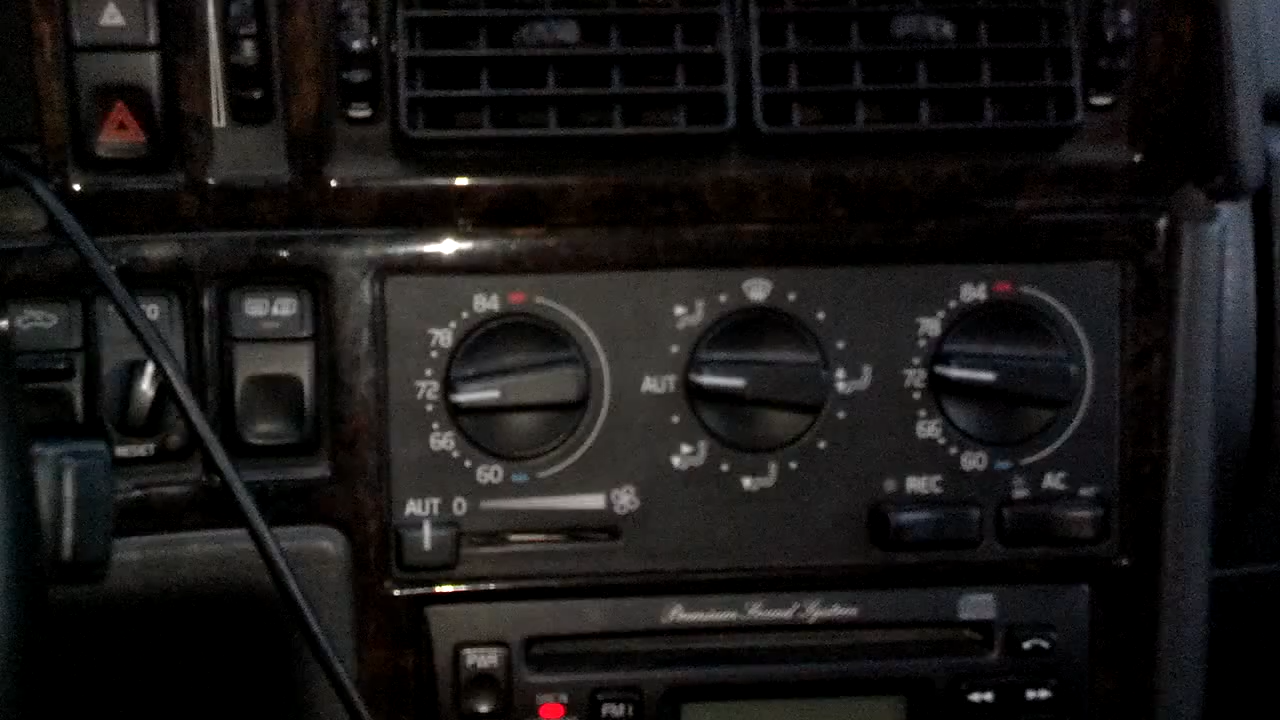 84
78
72
66
60
AUT
84
78
72
66
60
AUT 0
REC
AC
RESET
Premium Sound System
PWR
FM1